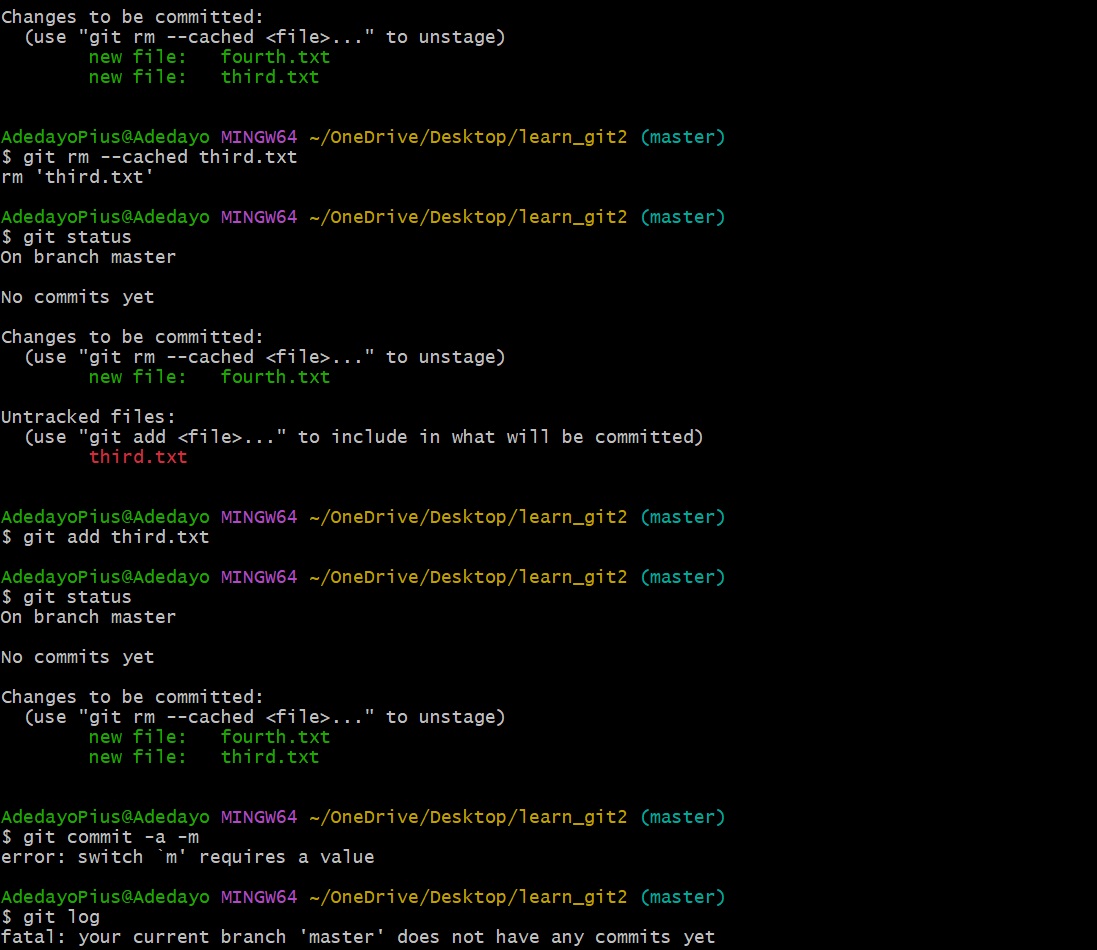 Changes to be committed:
  (use "git rm --cached <file>..." to unstage)
        new file:   fourth.txt
        new file:   third.txt
AdedayoPius@Adedayo MINGW64 ~/OneDrive/Desktop/learn_git2 (master)
$ git rm --cached third.txt
rm 'third.txt'
AdedayoPius@Adedayo MINGW64 ~/OneDrive/Desktop/learn_git2 (master)
$ git status
On branch master
No commits yet
Changes to be committed:
  (use "git rm --cached <file>..." to unstage)
        new file:   fourth.txt
Untracked files:
  (use "git add <file>..." to include in what will be committed)
        third.txt
AdedayoPius@Adedayo MINGW64 ~/OneDrive/Desktop/learn_git2 (master)
$ git add third.txt
AdedayoPius@Adedayo MINGW64 ~/OneDrive/Desktop/learn_git2 (master)
$ git status
On branch master
No commits yet
Changes to be committed:
  (use "git rm --cached <file>..." to unstage)
        new file:   fourth.txt
        new file:   third.txt
AdedayoPius@Adedayo MINGW64 ~/OneDrive/Desktop/learn_git2 (master)
$ git commit -a -m
error: switch `m' requires a value
AdedayoPius@Adedayo MINGW64 ~/OneDrive/Desktop/learn_git2 (master)
$ git log
fatal: your current branch 'master' does not have any commits yet